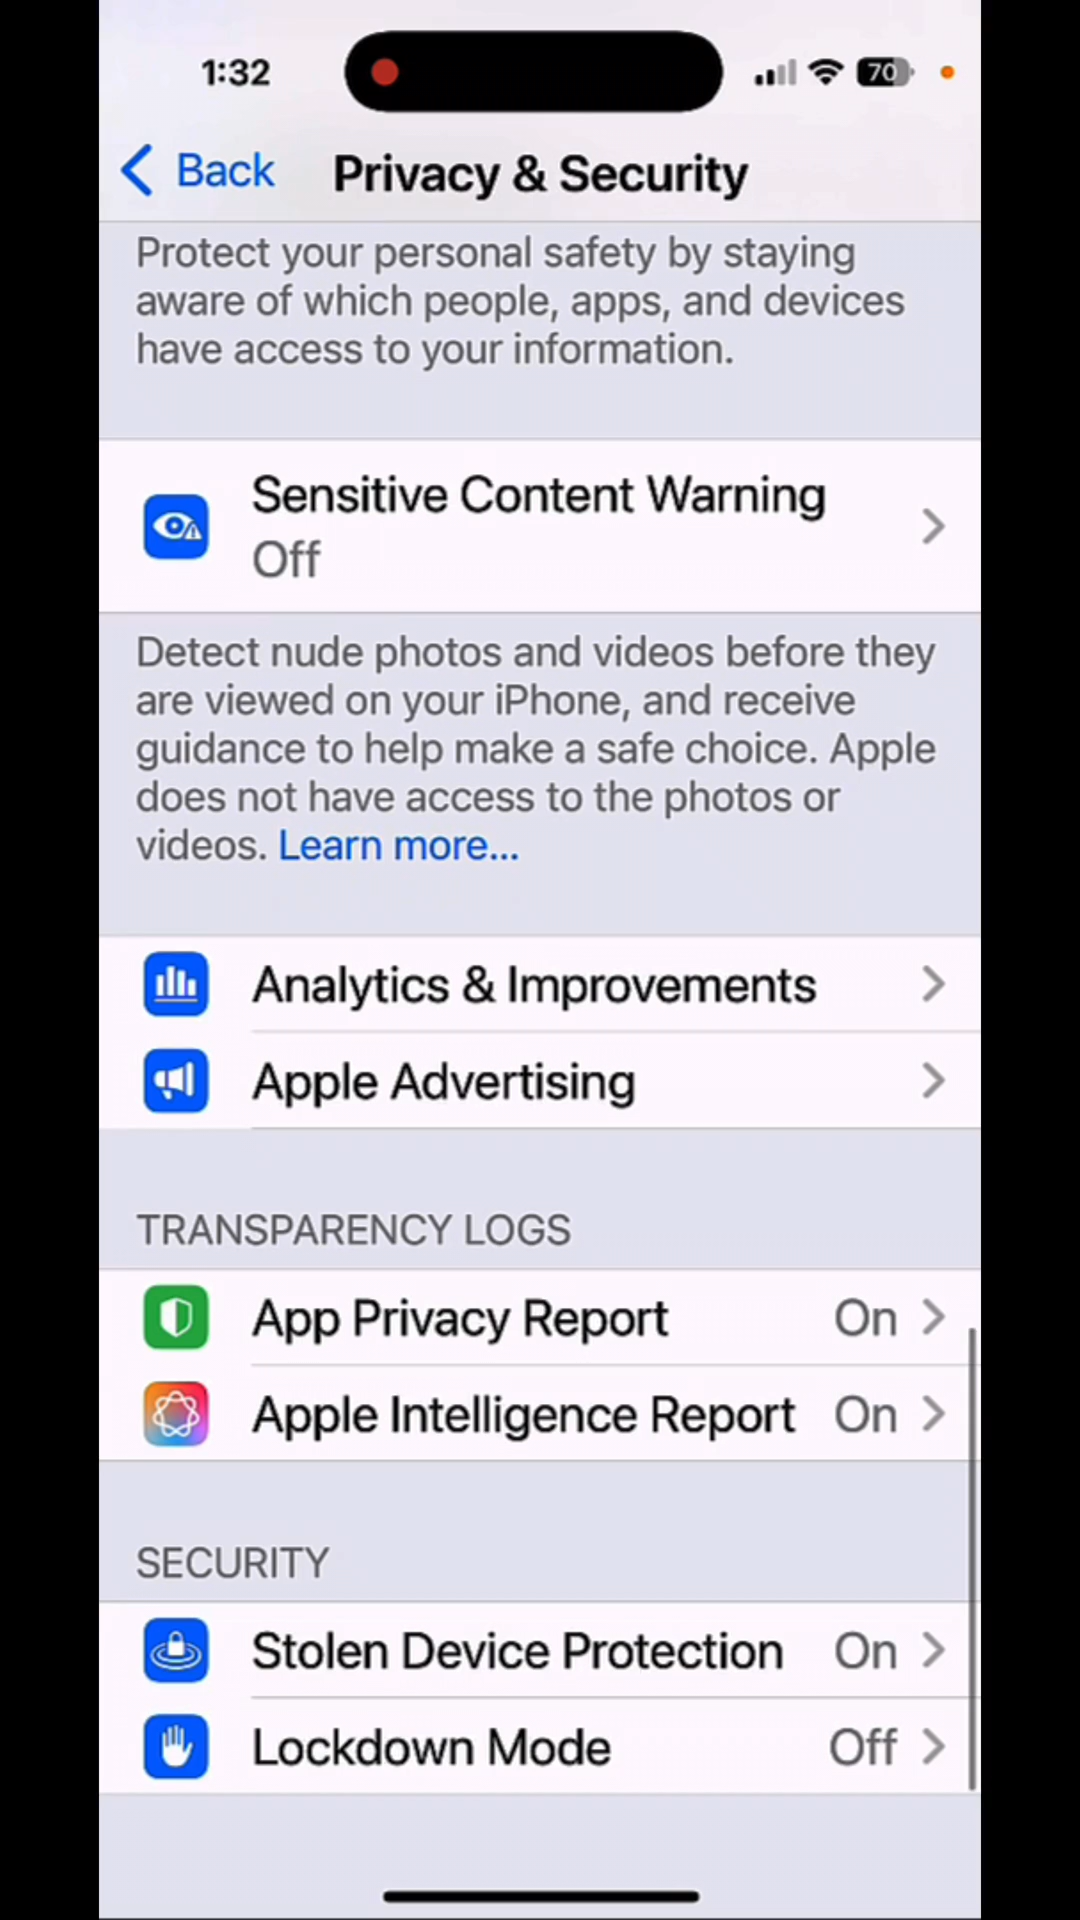 1:32
70
Back
Privacy & Security
Protect your personal safety by staying
aware of which people, apps, and devices
have access to your information.
Sensitive Content Warning
Off
Detect nude photos and videos before they
are viewed on your iPhone, and receive
guidance to help make a safe choice. Apple
does not have access to the photos or
videos. Learn more...
Analytics & Improvements
Apple Advertising
TRANSPARENCY LOGS
App Privacy Report On
Apple Intelligence Report On
SECURITY
Stolen Device Protection On
Lockdown Mode Off